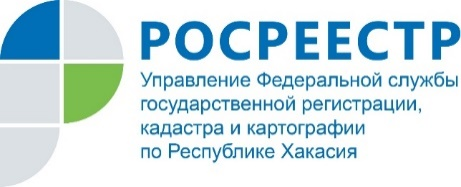 РОСРЕЕСТР
Управление Федеральной службы
государственной регистрации,
кадастра и картографии
по Республике Хакасия